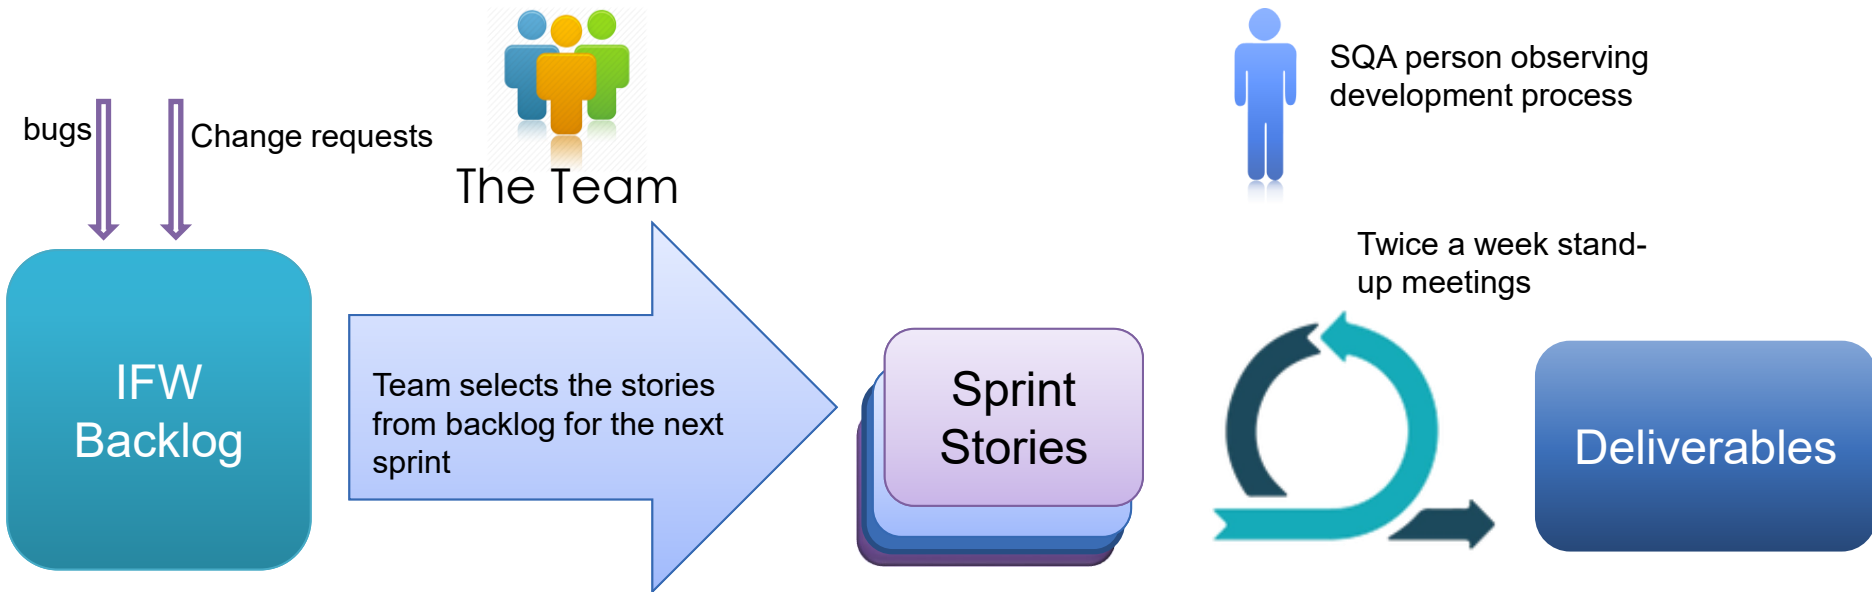 bugs
Change requests
The Team
SQA person observing
development process
IFW
Backlog
Team selects the stories
from backlog for the next
sprint
Sprint
Stories
Twice a week stand-
up meetings
Deliverables